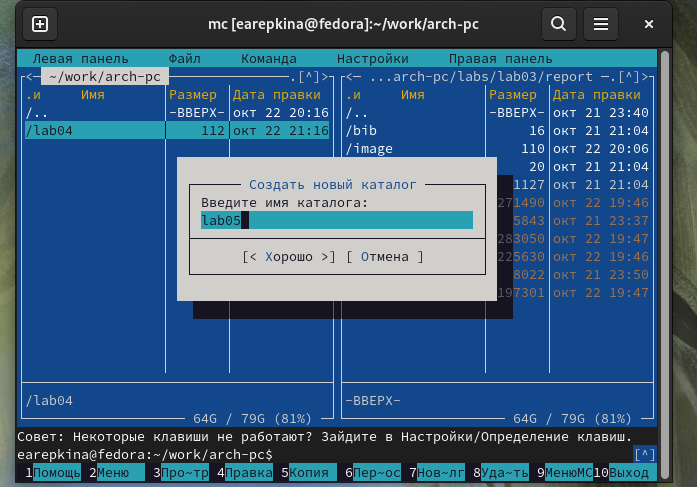 mc [earepkina@fedora]:~/work/arch-pc
Левая панель Файл Команда Настройки Правая панель
<─ ~/work/arch-pc ─.[^]> <─ ...arch-pc/labs/lab03/report ─.[^]>
.и Имя Размер Дата правки .и Имя Размер Дата правки
/.. -ВВЕРХ- окт 22 20:16 /.. -ВВЕРХ- окт 21 23:40
/lab04 112 окт 22 21:16 /bib 16 окт 21 21:04
/image 110 окт 22 20:06
20 окт 21 21:04
Создать новый каталог 1127 окт 21 21:04
Введите имя каталога: 271490 окт 22 19:46
lab05 5843 окт 21 23:37
283050 окт 22 19:47
[< Хорошо >] [ Отмена ] 225630 окт 22 19:46
8022 окт 21 23:50
197301 окт 22 19:47
/lab04 -ВВЕРХ-
64G / 79G (81%) 64G / 79G (81%)
Совет: Некоторые клавиши не работают? Зайдите в Настройки/Определение клавиш.
earepkina@fedora:~/work/arch-pc$ [^]
1Помощь 2Меню 3Про~тр 4Правка 5Копия 6Пер~ос 7Нов~лг 8Уда~ть 9МенюMC 10Выход